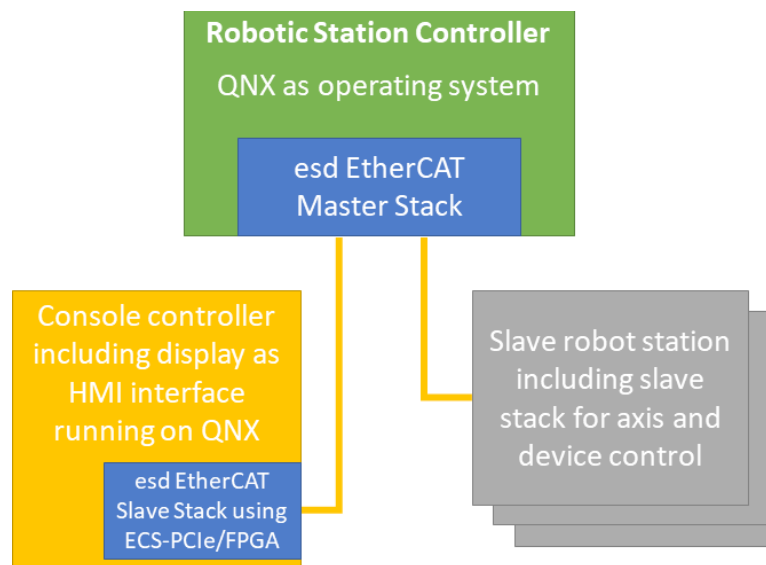 Robotic Station Controller
QNX as operating system
esd EtherCAT
Master Stack
Console controller
including display as
HMI interface
running on QNX
esd EtherCAT
Slave Stack using
ECS-PCIe/FPGA
Slave robot station
including slave
stack for axis and
device control